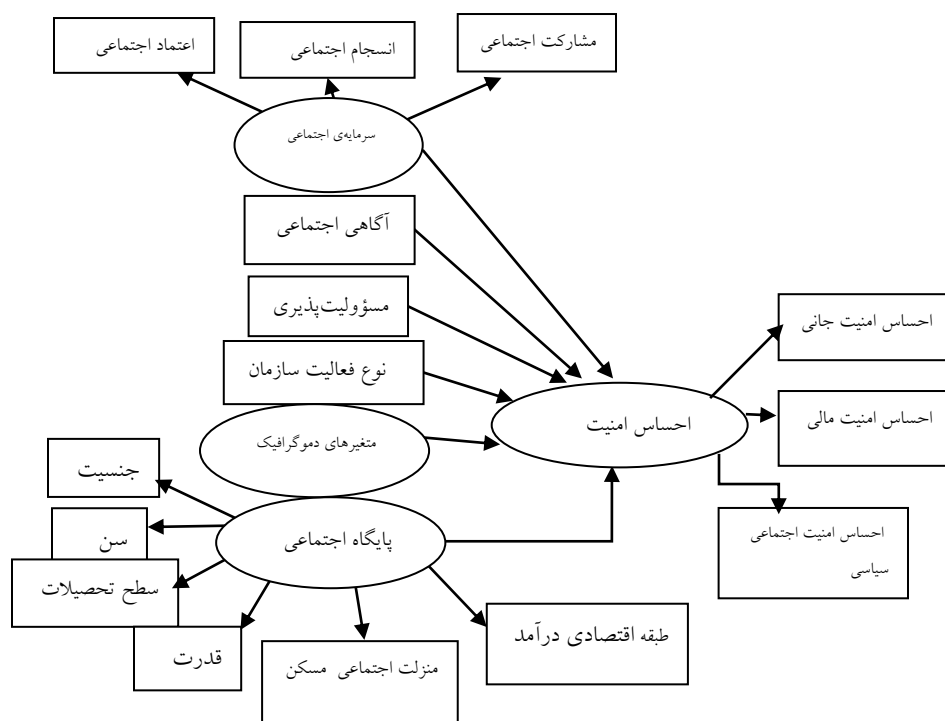 مشارکت اجتماعی
انسجام اجتماعی
اعتماد اجتماعی
سرمایه‌ی اجتماعی
آگاهی اجتماعی
مسؤولیت‌پذیری
نوع فعالیت سازمان
متغیرهای دموگرافیک
پایگاه اجتماعی
احساس امنیت
احساس امنیت جانی
احساس امنیت مالی
احساس امنیت اجتماعی
سیاسی
جنسیت
سن
سطح تحصیلات
قدرت
منزلت اجتماعی مسکن
طبقه اقتصادی درآمد